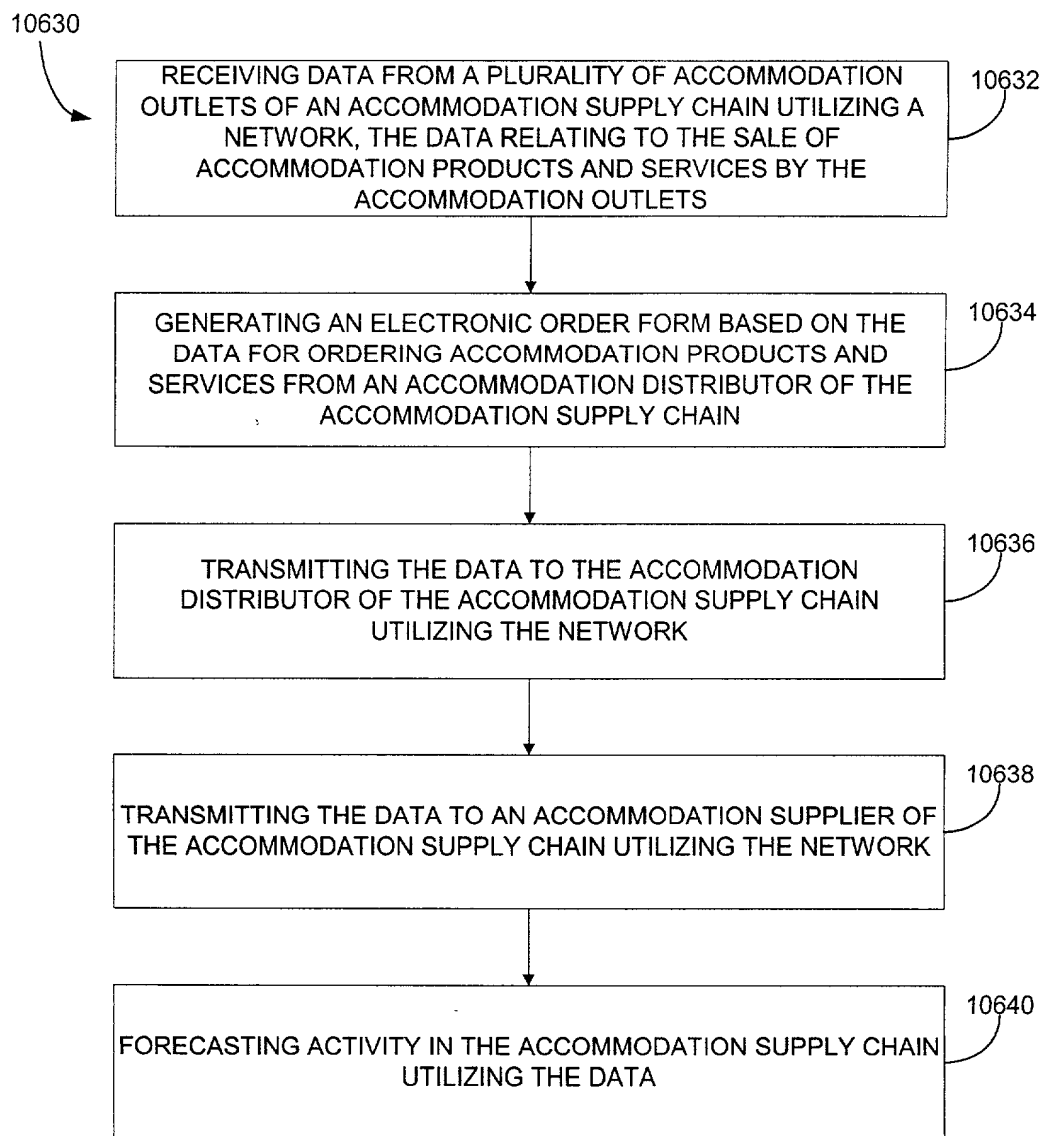 10630
RECEIVING DATA FROM A PLURALITY OF ACCOMMODATION
OUTLETS OF AN ACCOMMODATION SUPPLY CHAIN UTILIZING A
NETWORK, THE DATA RELATING TO THE SALE OF
ACCOMMODATION PRODUCTS AND SERVICES BY THE
ACCOMMODATION OUTLETS
10632
GENERATING AN ELECTRONIC ORDER FORM BASED ON THE
DATA FOR ORDERING ACCOMMODATION PRODUCTS AND
SERVICES FROM AN ACCOMMODATION DISTRIBUTOR OF THE
ACCOMMODATION SUPPLY CHAIN
10634
TRANSMITTING THE DATA TO THE ACCOMMODATION
DISTRIBUTOR OF THE ACCOMMODATION SUPPLY CHAIN
UTILIZING THE NETWORK
10636
TRANSMITTING THE DATA TO AN ACCOMMODATION SUPPLIER OF
THE ACCOMMODATION SUPPLY CHAIN UTILIZING THE NETWORK
10638
FORECASTING ACTIVITY IN THE ACCOMMODATION SUPPLY CHAIN
UTILIZING THE DATA
10640